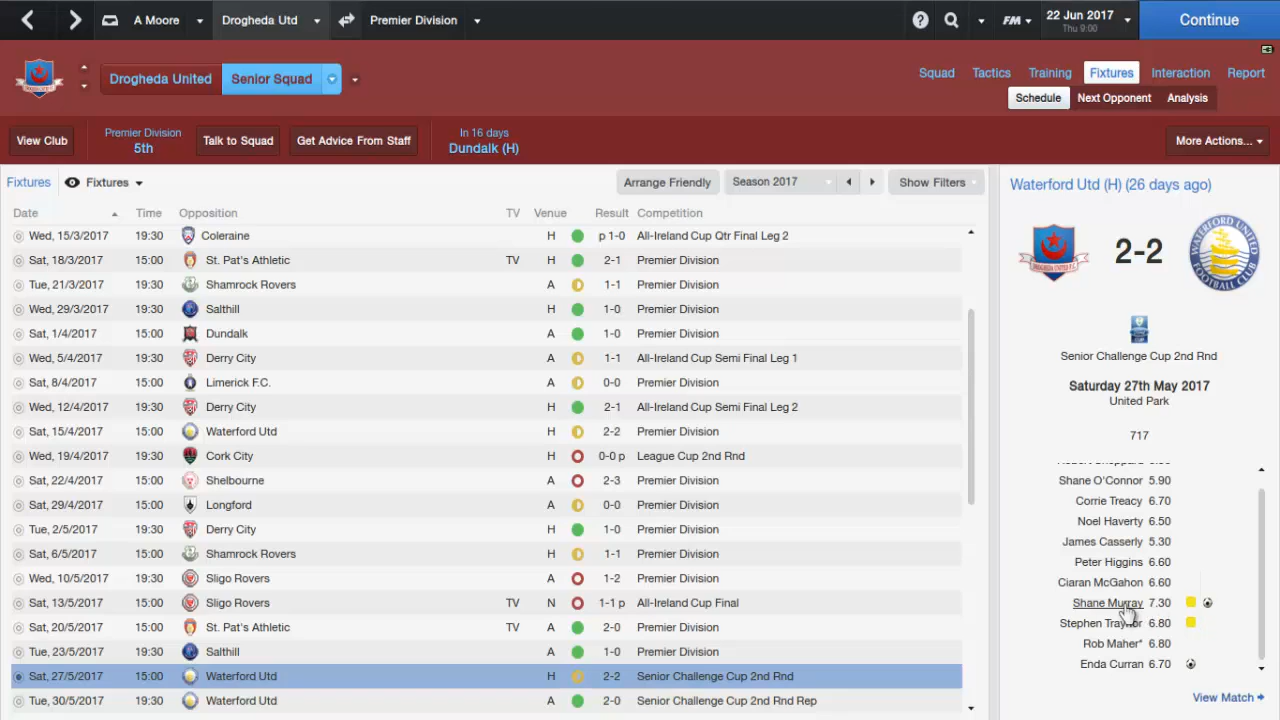 A Moore Drogheda Utd Premier Division FM 22 Jun 2017 Thu 9:00 Continue
Drogheda United Senior Squad Squad Tactics Training Fixtures Interaction Report
Schedule Next Opponent Analysis
View Club Premier Division 5th Talk to Squad Get Advice From Staff In 16 days Dundalk (H) More Actions...
Fixtures Fixtures Arrange Friendly Season 2017 Show Filters
Date Time Opposition TV Venue Result Competition
Wed, 15/3/2017 19:30 Coleraine H p 1-0 All-Ireland Cup Qtr Final Leg 2
Sat, 18/3/2017 15:00 St. Pat's Athletic TV H 2-1 Premier Division
Tue, 21/3/2017 19:30 Shamrock Rovers A 1-1 Premier Division
Wed, 29/3/2017 19:30 Salthill H 1-0 Premier Division
Sat, 1/4/2017 15:00 Dundalk A 1-0 Premier Division
Wed, 5/4/2017 19:30 Derry City A 1-1 All-Ireland Cup Semi Final Leg 1
Sat, 8/4/2017 15:00 Limerick F.C. A 0-0 Premier Division
Wed, 12/4/2017 19:30 Derry City H 2-1 All-Ireland Cup Semi Final Leg 2
Sat, 15/4/2017 15:00 Waterford Utd H 2-2 Premier Division
Wed, 19/4/2017 19:30 Cork City H 0-0 p League Cup 2nd Rnd
Sat, 22/4/2017 15:00 Shelbourne A 2-3 Premier Division
Sat, 29/4/2017 15:00 Longford A 0-0 Premier Division
Tue, 2/5/2017 19:30 Derry City H 1-0 Premier Division
Sat, 6/5/2017 15:00 Shamrock Rovers H 1-1 Premier Division
Wed, 10/5/2017 19:30 Sligo Rovers A 1-2 Premier Division
Sat, 13/5/2017 15:00 Sligo Rovers TV N 1-1 p All-Ireland Cup Final
Sat, 20/5/2017 15:00 St. Pat's Athletic TV A 2-0 Premier Division
Tue, 23/5/2017 19:30 Salthill A 1-0 Premier Division
Sat, 27/5/2017 15:00 Waterford Utd H 2-2 Senior Challenge Cup 2nd Rnd
Tue, 30/5/2017 19:30 Waterford Utd A 2-0 Senior Challenge Cup 2nd Rnd Rep
Waterford Utd (H) (26 days ago)
2-2
WATERFORD UNITED FOOTBALL CLUB
Senior Challenge Cup 2nd Rnd
Saturday 27th May 2017
United Park
717
Shane O'Connor 5.90
Corrie Treacy 6.70
Noel Haverty 6.50
James Casserly 5.30
Peter Higgins 6.60
Ciaran McGahon 6.60
Shane Murray 7.30
Stephen Traynor 6.80
Rob Maher* 6.80
Enda Curran 6.70
View Match